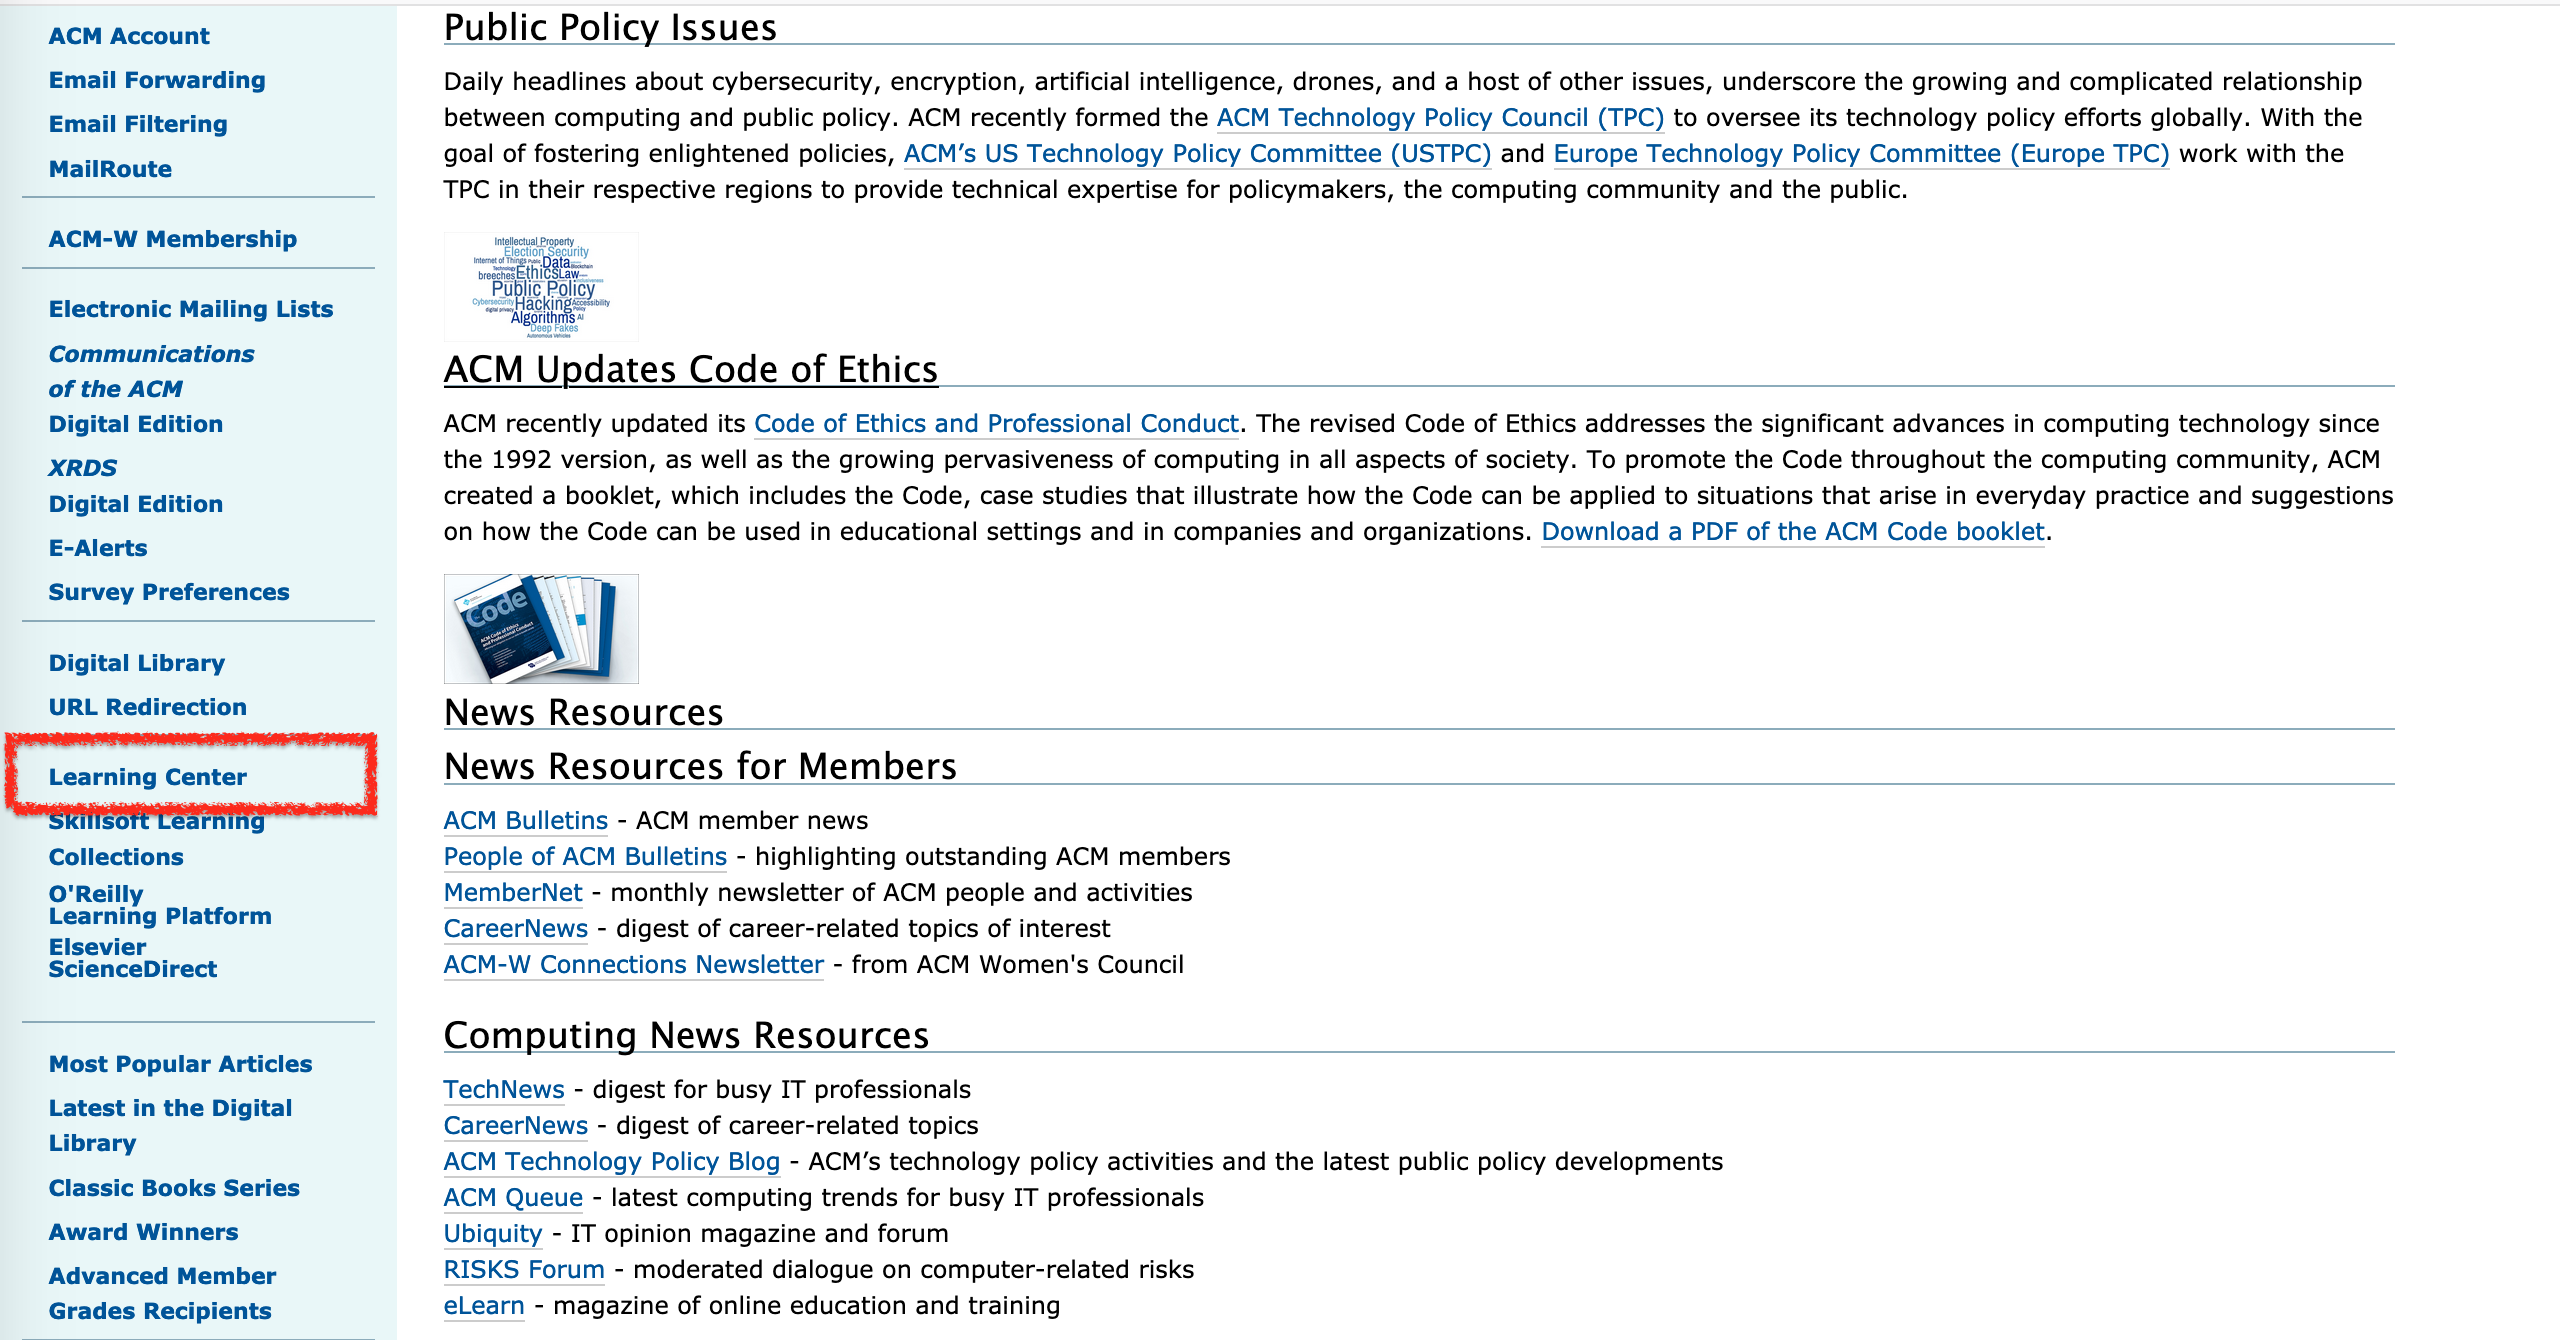 ACM Account
Email Forwarding
Email Filtering
MailRoute
ACM-W Membership
Electronic Mailing Lists
Communications
of the ACM
Digital Edition
XRDS
Digital Edition
E-Alerts
Survey Preferences
Digital Library
URL Redirection
Learning Center
Skillsoft Learning
Collections
O'Reilly
Learning Platform
Elsevier
ScienceDirect
Most Popular Articles
Latest in the Digital
Library
Classic Books Series
Award Winners
Advanced Member
Grades Recipients
Public Policy Issues
Daily headlines about cybersecurity, encryption, artificial intelligence, drones, and a host of other issues, underscore the growing and complicated relationship
between computing and public policy. ACM recently formed the ACM Technology Policy Council (TPC) to oversee its technology policy efforts globally. With the
goal of fostering enlightened policies, ACM’s US Technology Policy Committee (USTPC) and Europe Technology Policy Committee (Europe TPC) work with the
TPC in their respective regions to provide technical expertise for policymakers, the computing community and the public.
Intellectual Property
Election Security
Internet of Things Public Data Blockchain
Technology
breeches Ethics Law
Public Policy
Cybersecurity Hacking Accessibility
digital privacy Policy
Algorithms AI
Deep Fakes
Autonomous Vehicles
ACM Updates Code of Ethics
ACM recently updated its Code of Ethics and Professional Conduct. The revised Code of Ethics addresses the significant advances in computing technology since
the 1992 version, as well as the growing pervasiveness of computing in all aspects of society. To promote the Code throughout the computing community, ACM
created a booklet, which includes the Code, case studies that illustrate how the Code can be applied to situations that arise in everyday practice and suggestions
on how the Code can be used in educational settings and in companies and organizations. Download a PDF of the ACM Code booklet.
Code
ACM Code of Ethics
and Professional Conduct
News Resources
News Resources for Members
ACM Bulletins - ACM member news
People of ACM Bulletins - highlighting outstanding ACM members
MemberNet - monthly newsletter of ACM people and activities
CareerNews - digest of career-related topics of interest
ACM-W Connections Newsletter - from ACM Women's Council
Computing News Resources
TechNews - digest for busy IT professionals
CareerNews - digest of career-related topics
ACM Technology Policy Blog - ACM’s technology policy activities and the latest public policy developments
ACM Queue - latest computing trends for busy IT professionals
Ubiquity - IT opinion magazine and forum
RISKS Forum - moderated dialogue on computer-related risks
eLearn - magazine of online education and training